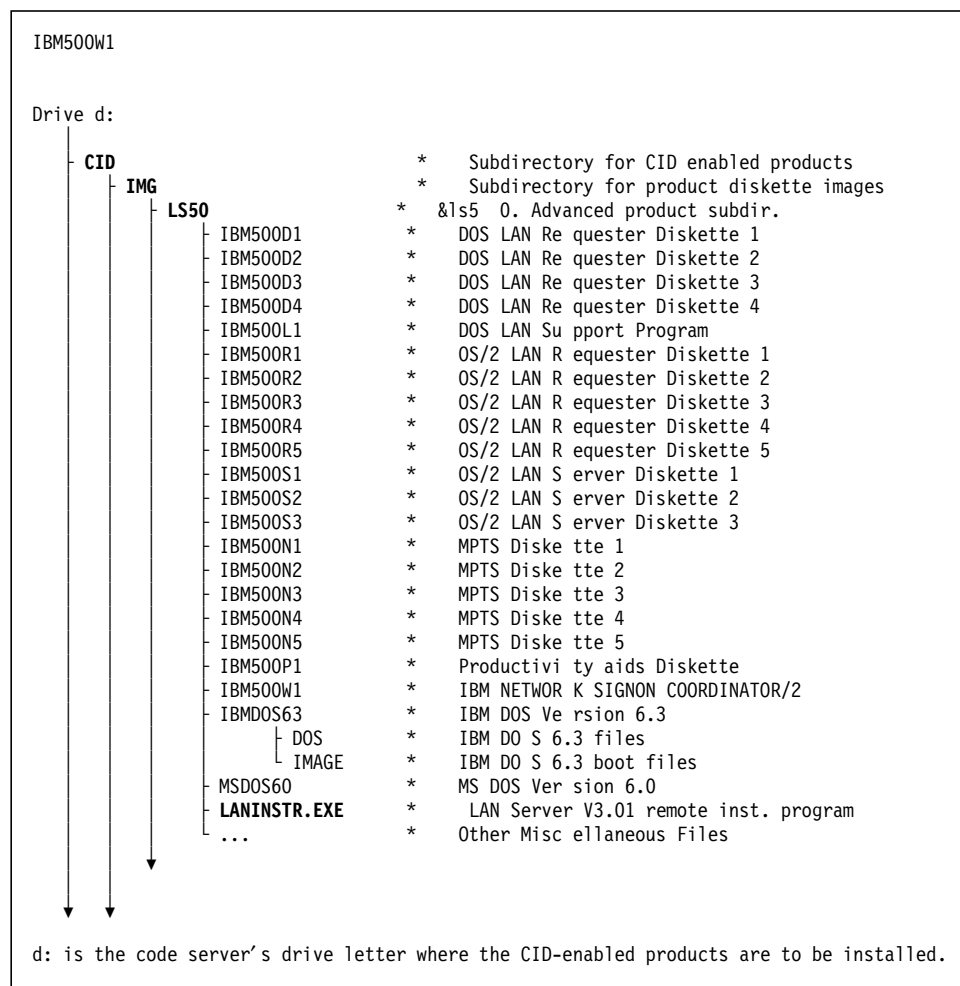 IBM500W1
Drive d:
CID * Subdirectory for CID enabled products
IMG * Subdirectory for product diskette images
LS50 * &ls5 0. Advanced product subdir.
IBM500D1 * DOS LAN Re quester Diskette 1
IBM500D2 * DOS LAN Re quester Diskette 2
IBM500D3 * DOS LAN Re quester Diskette 3
IBM500D4 * DOS LAN Re quester Diskette 4
IBM500L1 * DOS LAN Su pport Program
IBM500R1 * OS/2 LAN R equester Diskette 1
IBM500R2 * OS/2 LAN R equester Diskette 2
IBM500R3 * OS/2 LAN R equester Diskette 3
IBM500R4 * OS/2 LAN R equester Diskette 4
IBM500R5 * OS/2 LAN R equester Diskette 5
IBM500S1 * OS/2 LAN S erver Diskette 1
IBM500S2 * OS/2 LAN S erver Diskette 2
IBM500S3 * OS/2 LAN S erver Diskette 3
IBM500N1 * MPTS Diske tte 1
IBM500N2 * MPTS Diske tte 2
IBM500N3 * MPTS Diske tte 3
IBM500N4 * MPTS Diske tte 4
IBM500N5 * MPTS Diske tte 5
IBM500P1 * Productivi ty aids Diskette
IBM500W1 * IBM NETWOR K SIGNON COORDINATOR/2
IBMDOS63 * IBM DOS Ve rsion 6.3
DOS * IBM DO S 6.3 files
IMAGE * IBM DO S 6.3 boot files
MSDOS60 * MS DOS Ver sion 6.0
LANINSTR.EXE * LAN Server V3.01 remote inst. program
... * Other Misc ellaneous Files
d: is the code server′s drive letter where the CID-enabled products are to be installed.